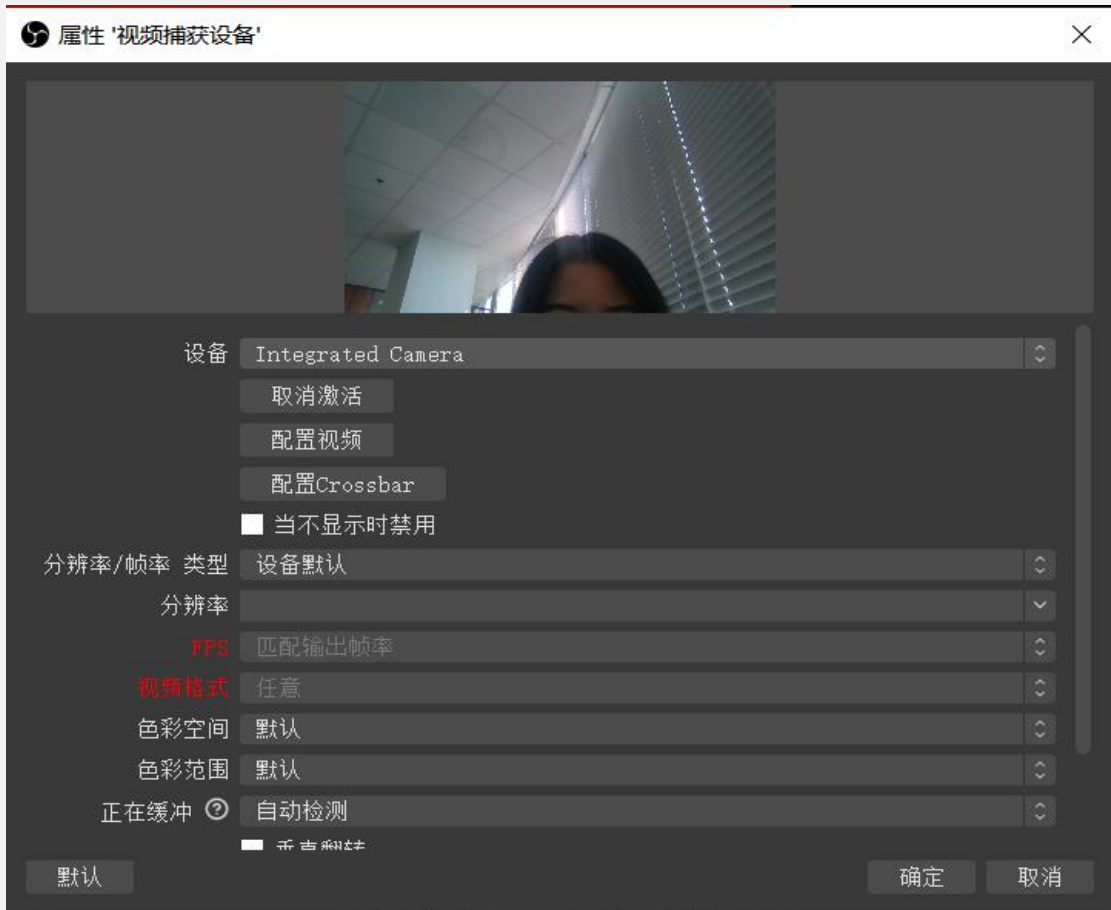 属性 '视频捕获设备'
设备 Integrated Camera
取消激活
配置视频
配置Crossbar
当不显示时禁用
分辨率/帧率 类型 设备默认
分辨率
FPS 匹配输出帧率
视频格式 任意
色彩空间 默认
色彩范围 默认
正在缓冲 ? 自动检测
垂直翻转
默认 确定 取消